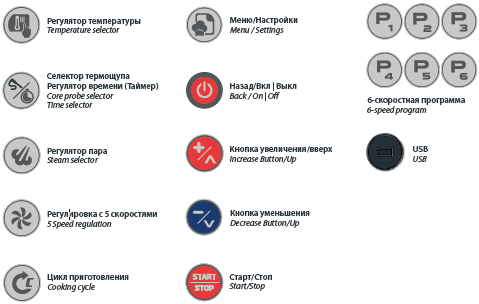 Регулятор температуры
Temperature selector
Селектор термощупа
Регулятор времени (Таймер)
Core probe selector
Time selector
Регулятор пара
Steam selector
Регулировка с 5 скоростями
5 Speed regulation
Цикл приготовления
Cooking cycle
Меню/Настройки
Menu / Settings
Назад/Вкл | Выкл
Back / On | Off
Кнопка увеличения/вверх
Increase Button/Up
Кнопка уменьшения
Decrease Button/Up
START
STOP
Старт/Стоп
Start/Stop
P1 P2 P3
P4 P5 P6
6-скоростная программа
6-speed program
USB
USB